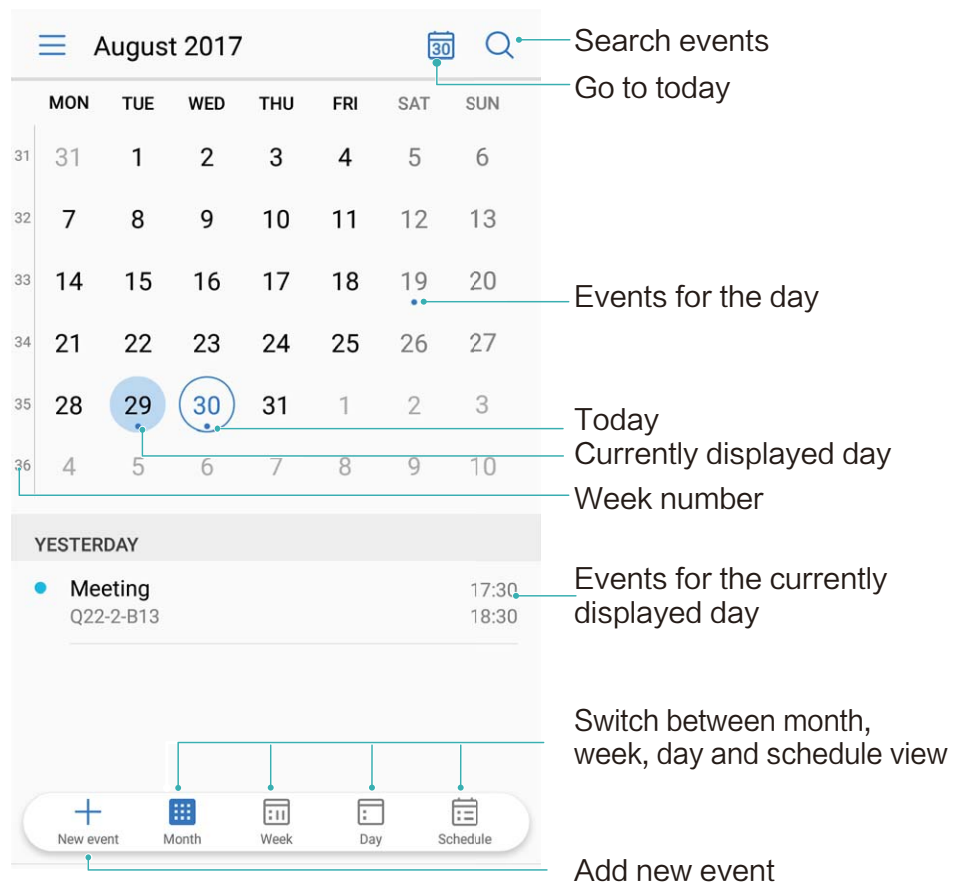 August 2017
30
Search events
Go to today
MON TUE WED THU FRI SAT SUN
31 31 1 2 3 4 5 6
32 7 8 9 10 11 12 13
33 14 15 16 17 18 19 20
Events for the day
34 21 22 23 24 25 26 27
35 28 29 30 31 1 2 3
Today
Currently displayed day
36 4 5 6 7 8 9 10
Week number
YESTERDAY
Meeting 17:30
Q22-2-B13 18:30
Events for the currently
displayed day
Switch between month,
week, day and schedule view
New event Month Week Day Schedule
Add new event